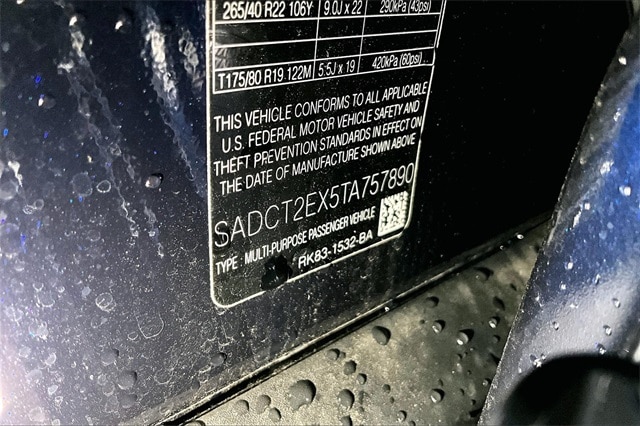 265/40 R22 106Y 9.0J x 22 290kPa (43psi)
T175/80 R19 122M 5.5J x 19 420kPa (60psi)
THIS VEHICLE CONFORMS TO ALL APPLICABLE
U.S. FEDERAL MOTOR VEHICLE SAFETY AND
THEFT PREVENTION STANDARDS IN EFFECT ON
THE DATE OF MANUFACTURE SHOWN ABOVE
SADCT2EX5TA757890
TYPE : MULTI-PURPOSE PASSENGER VEHICLE
RK83-1532-BA